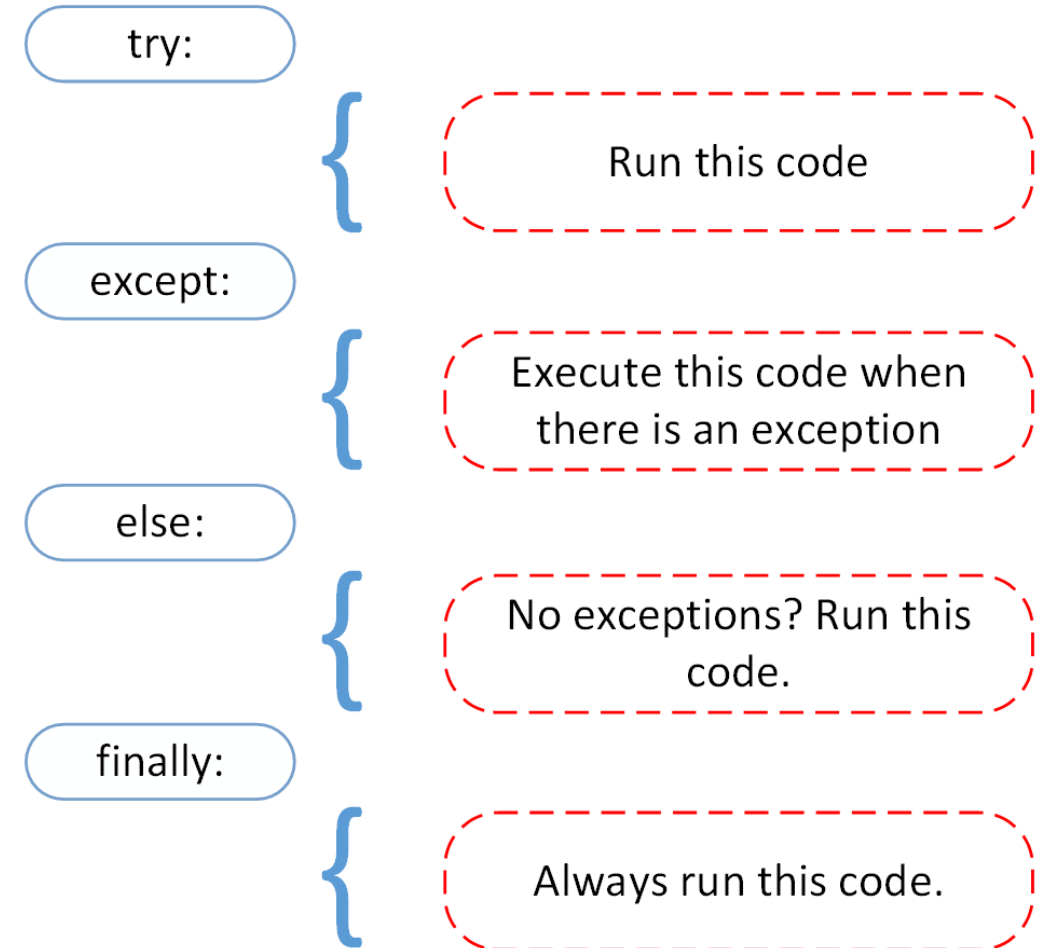 try:
Run this code
except:
Execute this code when
there is an exception
else:
No exceptions? Run this
code.
finally:
Always run this code.